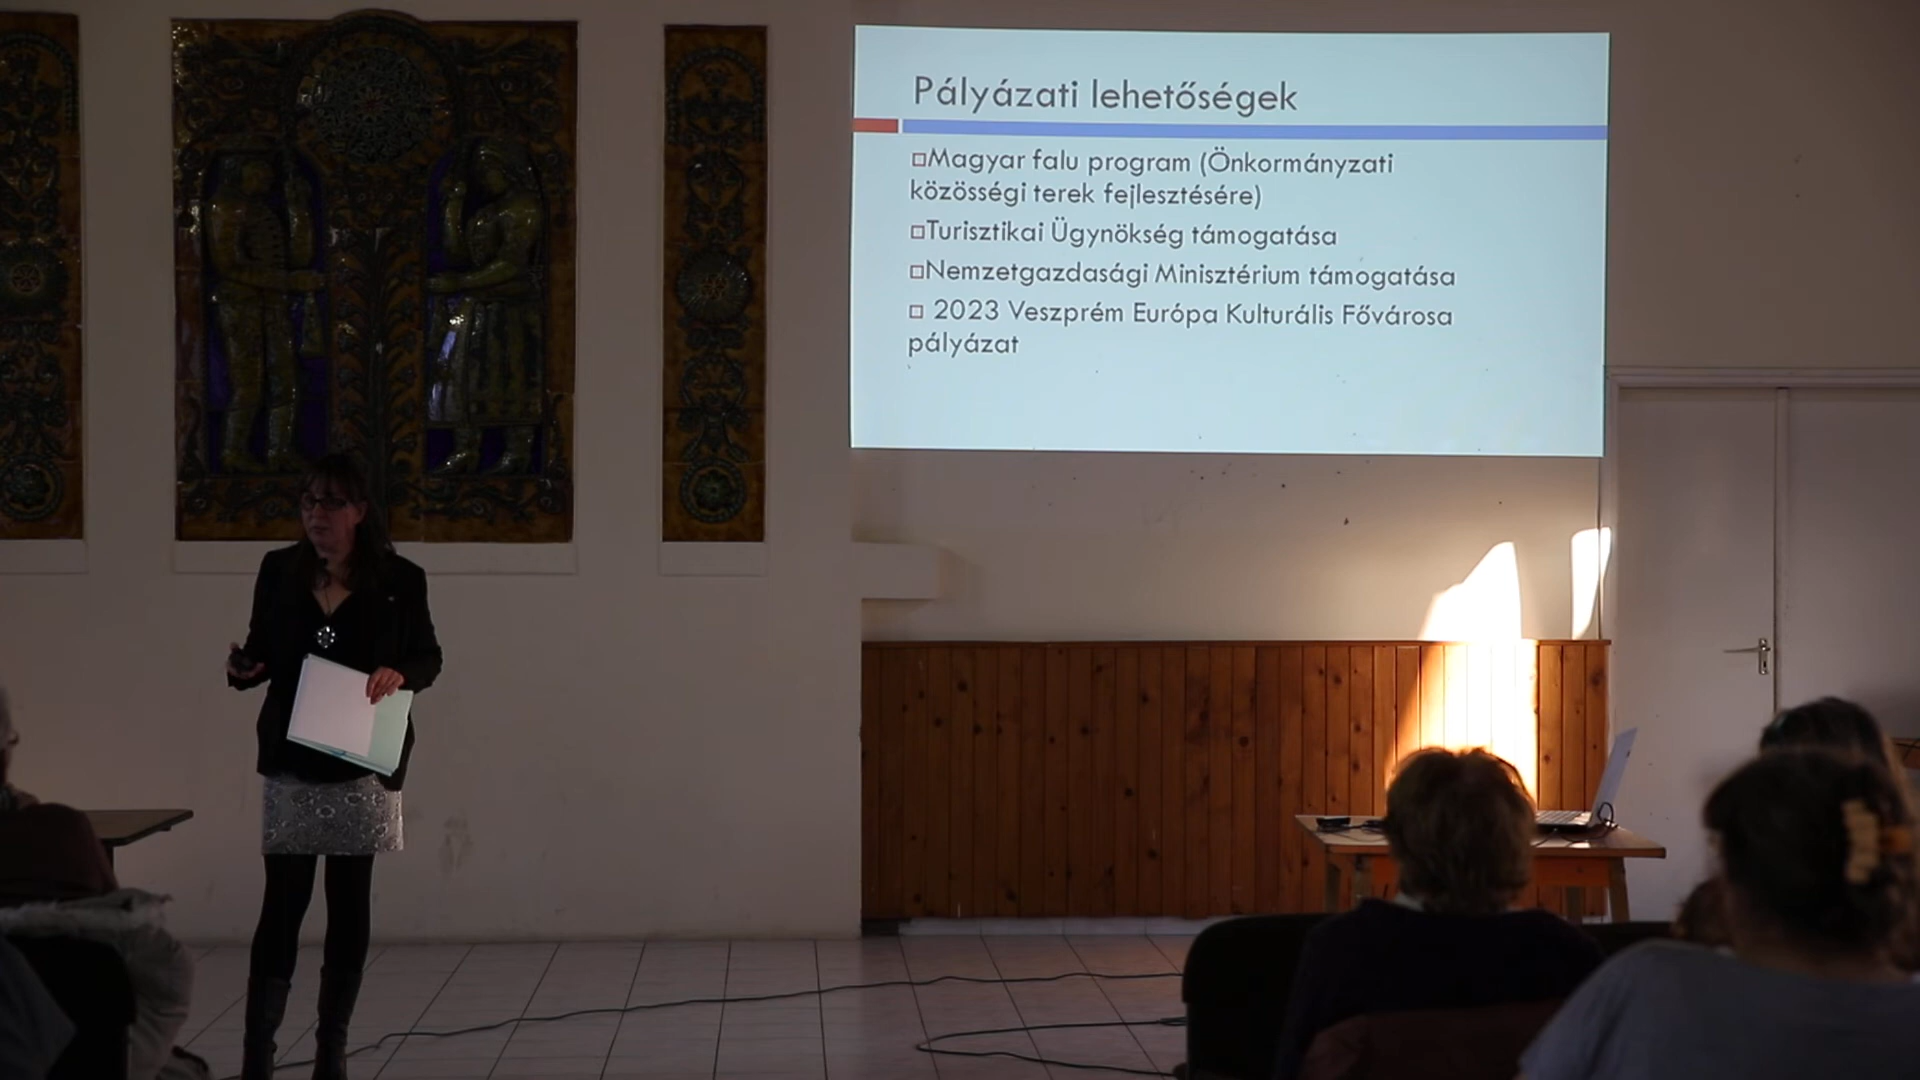 Pályázati lehetőségek
Magyar falu program (Önkormányzati
közösségi terek fejlesztésére)
Turisztikai Ügynökség támogatása
Nemzetgazdasági Minisztérium támogatása
2023 Veszprém Európa Kulturális Fővárosa
pályázat